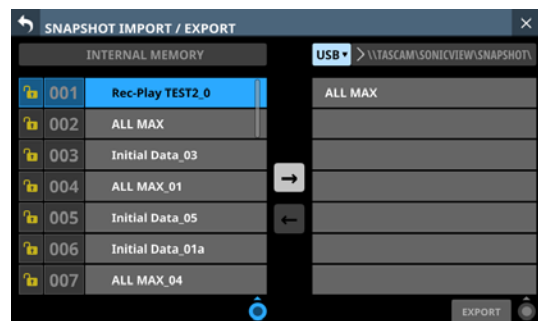 SNAPSHOT IMPORT / EXPORT
INTERNAL MEMORY
USB
\\TASCAM\SONICVIEW\SNAPSHOT\
001 Rec-Play TEST2_0
002 ALL MAX
003 Initial Data_03
004 ALL MAX_01
005 Initial Data_05
006 Initial Data_01a
007 ALL MAX_04
ALL MAX
EXPORT